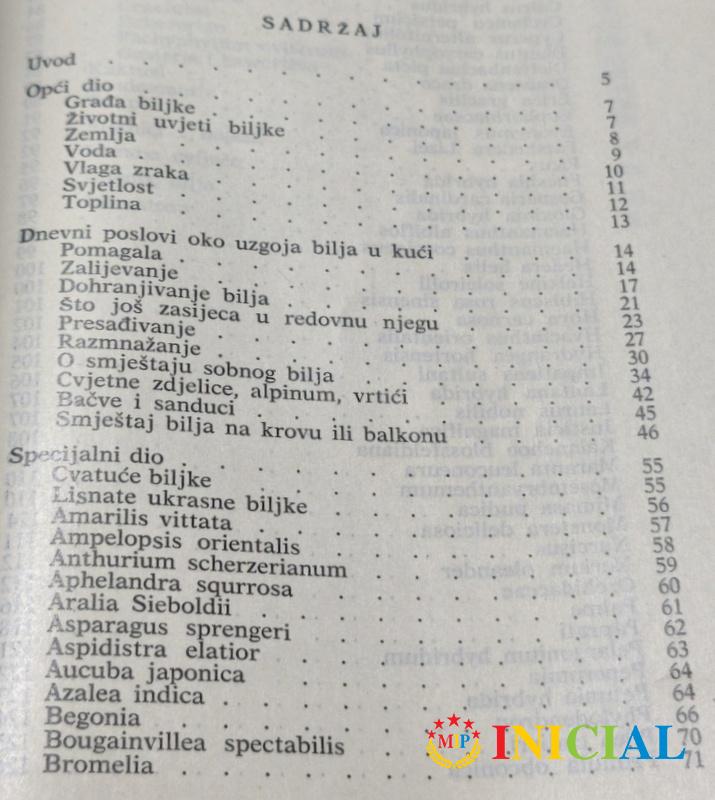 SADRŽAJ
Uvod . . . . . . . . . . . 5
Opći dio . . . . . . . . . . 7
Građa biljke . . . . . . . . 7
Životni uvjeti biljke . . . . . . 8
Zemlja . . . . . . . . . . 9
Voda . . . . . . . . . . 10
Vlaga zraka . . . . . . . . 11
Svjetlost . . . . . . . . . 12
Toplina . . . . . . . . . 13
Dnevni poslovi oko uzgoja bilja u kući . . . . 14
Pomagala . . . . . . . . . 14
Zalijevanje . . . . . . . . 17
Dohranjivanje bilja . . . . . . 21
Što još zasijeca u redovnu njegu . . . . 23
Presađivanje . . . . . . . . 27
Razmnažanje . . . . . . . . 30
O smještaju sobnog bilja . . . . . 34
Cvjetne zdjelice, alpinum, vrtići . . . . 42
Bačve i sanduci . . . . . . . 45
Smještaj bilja na krovu ili balkonu . . . . 46
Specijalni dio . . . . . . . . 55
Cvatuće biljke . . . . . . . 55
Lisnate ukrasne biljke . . . . . . 56
Amarilis vittata . . . . . . . 57
Ampelopsis orientalis . . . . . . 58
Anthurium scherzerianum . . . . . 59
Aphelandra squrrosa . . . . . . 60
Aralia Sieboldii . . . . . . . 61
Asparagus sprengeri . . . . . . 62
Aspidistra elatior . . . . . . . 63
Aucuba japonica . . . . . . . 64
Azalea indica . . . . . . . . 64
Begonia . . . . . . . . . 66
Bougainvillea spectabilis . . . . . 70
Bromelia . . . . . . . . . 71
MP INICIAL